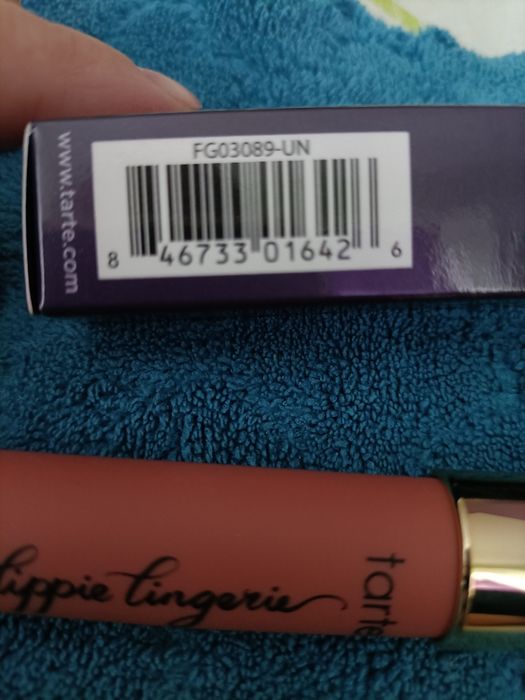 www.tarte.com
FG03089-UN
8 46733 01642 6
lippie lingerie
tarte